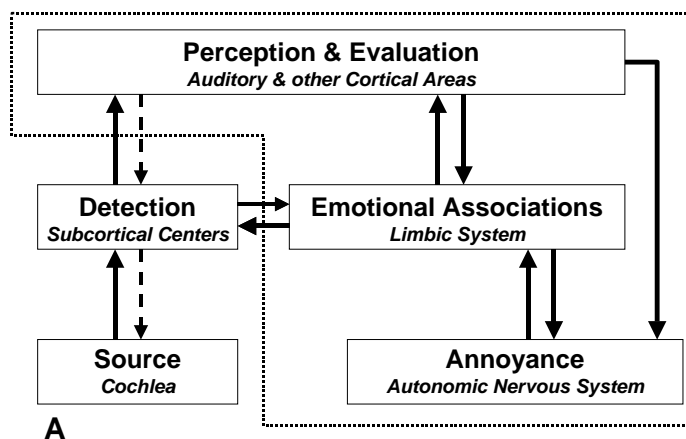 Perception & Evaluation
Auditory & other Cortical Areas
Detection
Subcortical Centers
Emotional Associations
Limbic System
Source
Cochlea
Annoyance
Autonomic Nervous System
A